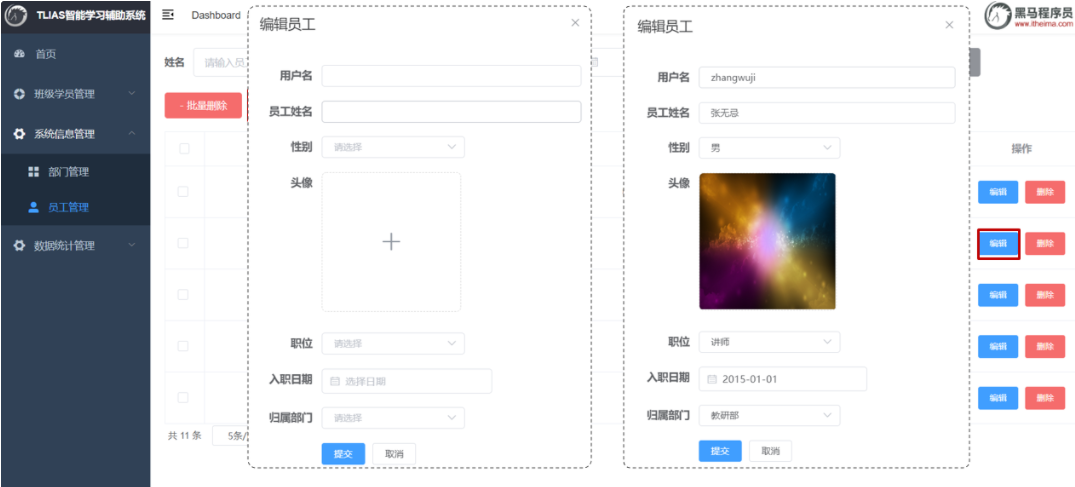 TLIAS智能学习辅助系统
Dashboard
黑马程序员
www.itheima.com
首页
班级学员管理
系统信息管理
部门管理
员工管理
数据统计管理
姓名
请输入员
- 批量删除
共 11 条
5条/
编辑员工
用户名
员工姓名
性别
请选择
头像
职位
请选择
入职日期
选择日期
归属部门
请选择
提交
取消
编辑员工
用户名
zhangwuji
员工姓名
张无忌
性别
男
头像
职位
讲师
入职日期
2015-01-01
归属部门
教研部
提交
取消
操作
编辑 删除
编辑 删除
编辑 删除
编辑 删除
编辑 删除